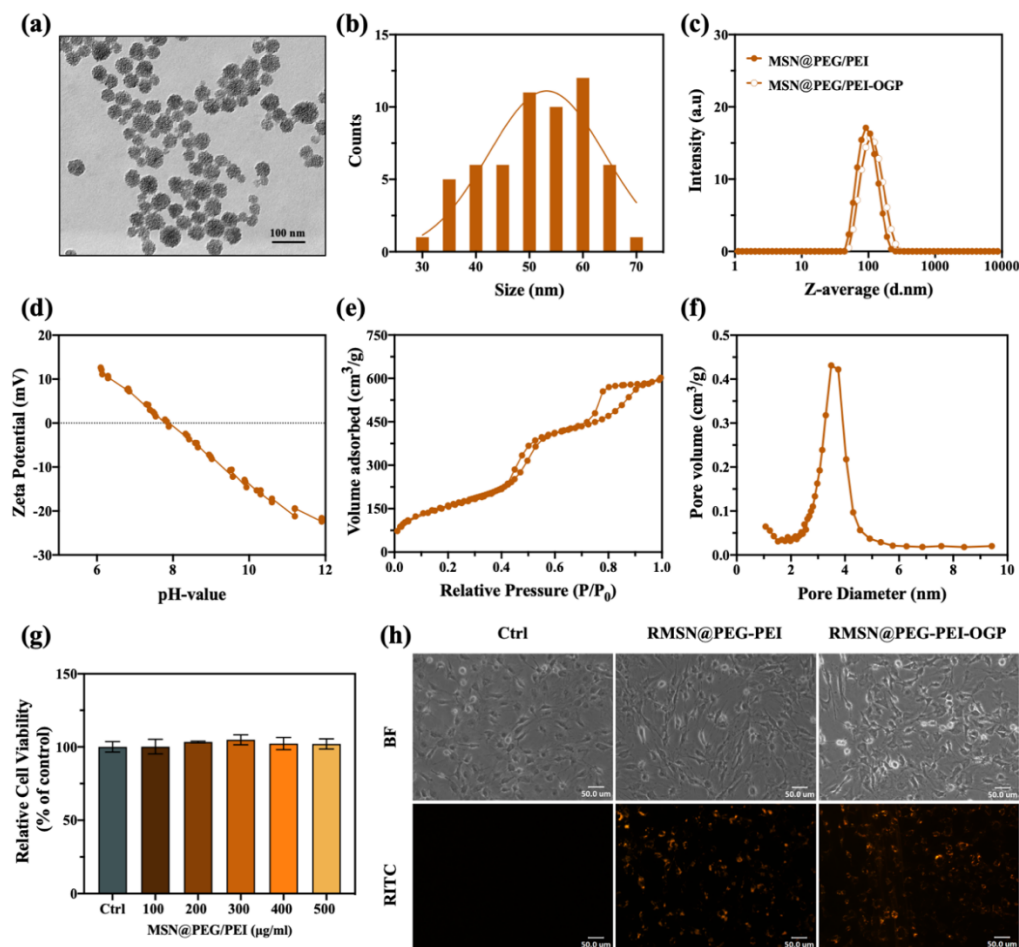 (a)
100 nm
(b)
Counts
15
10
5
0
30 40 50 60 70
Size (nm)
(c)
Intensity (a.u)
30
20
10
0
MSN@PEG/PEI
MSN@PEG/PEI-OGP
1 10 100 1000 10000
Z-average (d.nm)
(d)
Zeta Potential (mV)
20
10
0
-10
-20
-30
6 8 10 12
pH-value
(e)
Volume adsorbed (cm³/g)
750
600
450
300
150
0
0.0 0.2 0.4 0.6 0.8 1.0
Relative Pressure (P/P₀)
(f)
Pore volume (cm³/g)
0.5
0.4
0.3
0.2
0.1
0.0
0 2 4 6 8 10
Pore Diameter (nm)
(g)
Relative Cell Viability
(% of control)
150
100
50
0
Ctrl 100 200 300 400 500
MSN@PEG/PEI (μg/ml)
(h)
Ctrl RMSN@PEG-PEI RMSN@PEG-PEI-OGP
BF
50.0 um 50.0 um 50.0 um
RITC
50.0 um 50.0 um 50.0 um